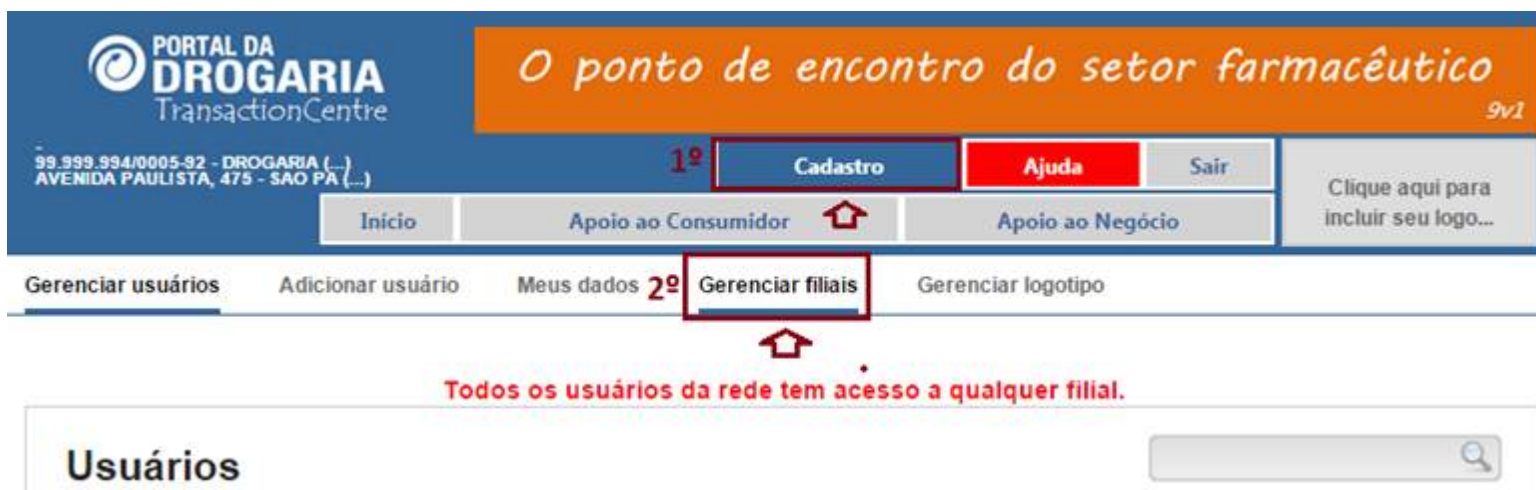 PORTAL DA
DROGARIA
TransactionCentre
O ponto de encontro do setor farmacêutico
9v1
-
99.999.994/0005-92 - DROGARIA (...)
AVENIDA PAULISTA, 475 - SAO PA (...)
1º
Cadastro
Ajuda
Sair
Clique aqui para
incluir seu logo...
Início
Apoio ao Consumidor
Apoio ao Negócio
Gerenciar usuários
Adicionar usuário
Meus dados
2º
Gerenciar filiais
Gerenciar logotipo
Todos os usuários da rede tem acesso a qualquer filial.
Usuários